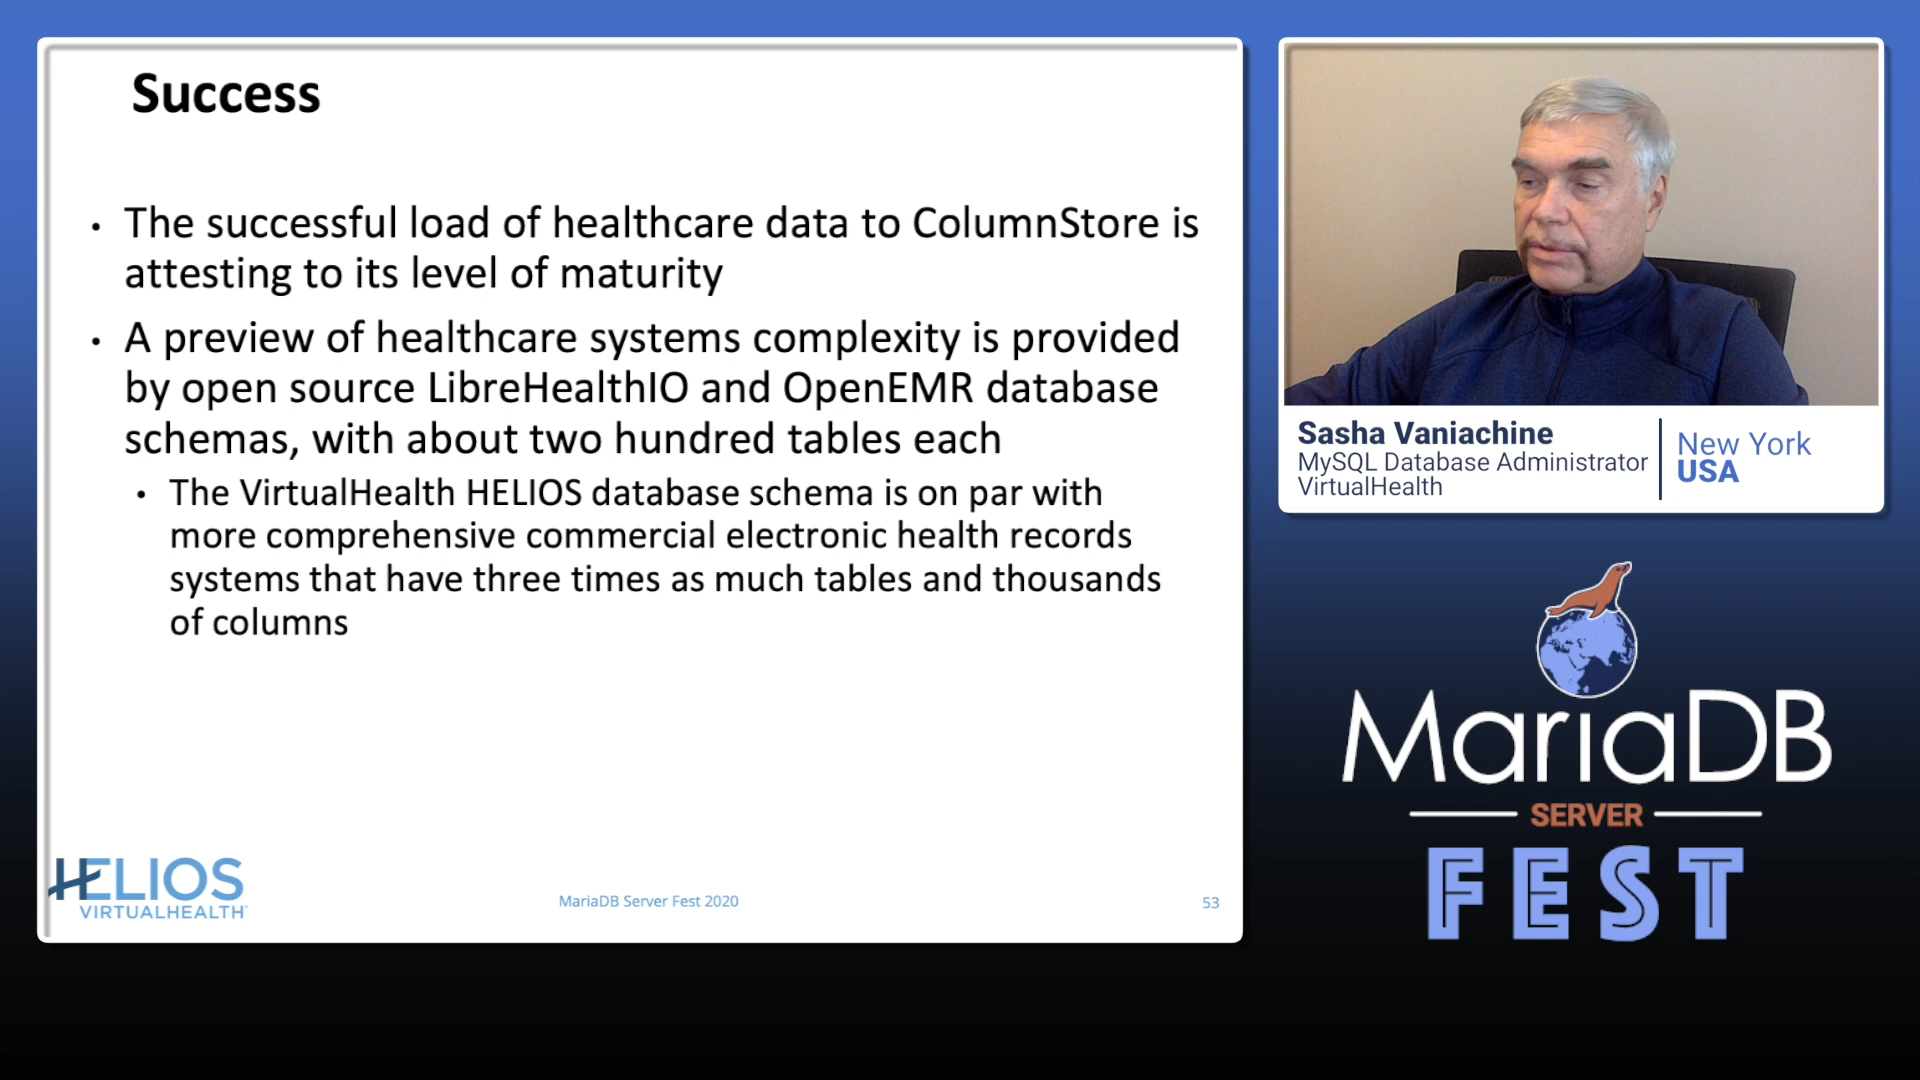 Success
• The successful load of healthcare data to ColumnStore is
attesting to its level of maturity
• A preview of healthcare systems complexity is provided
by open source LibreHealthIO and OpenEMR database
schemas, with about two hundred tables each
• The VirtualHealth HELIOS database schema is on par with
more comprehensive commercial electronic health records
systems that have three times as much tables and thousands
of columns
HELIOS
VIRTUALHEALTH
MariaDB Server Fest 2020
53
Sasha Vaniachine
MySQL Database Administrator
VirtualHealth
New York
USA
MariaDB
SERVER
FEST